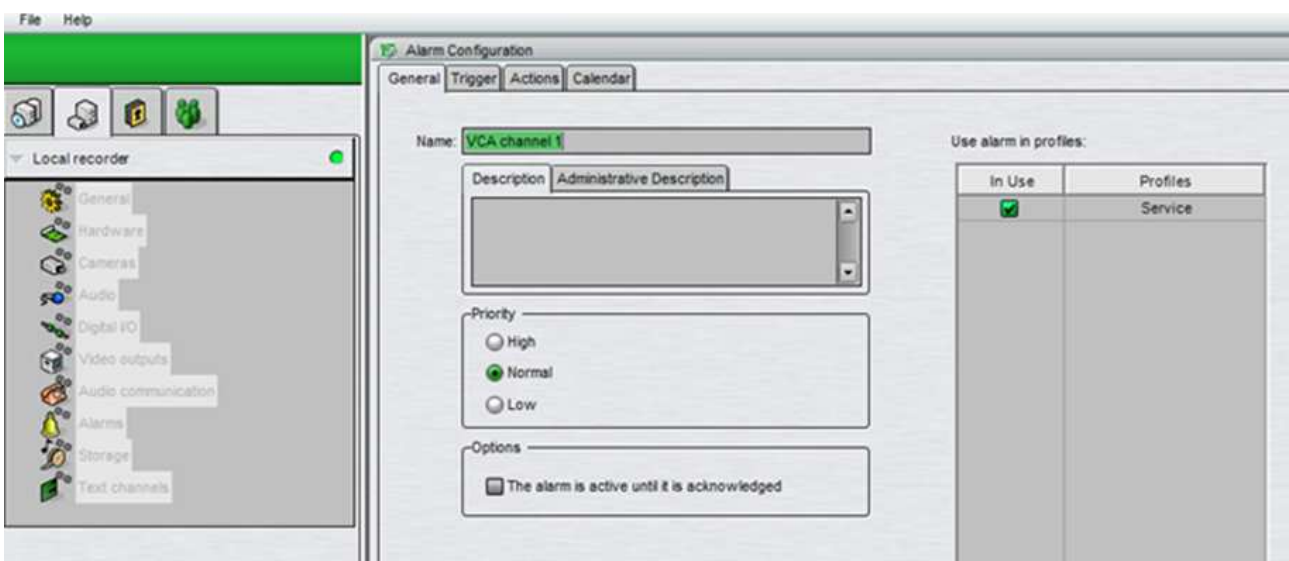 File Help
Alarm Configuration
General Trigger Actions Calendar
Name: VCA channel 1
Use alarm in profiles:
Local recorder
Description Administrative Description
In Use Profiles
Service
General
Hardware
Cameras
Audio
Digital I/O
Video outputs
Audio communication
Alarms
Storage
Text channels
Priority
High
Normal
Low
Options
The alarm is active until it is acknowledged